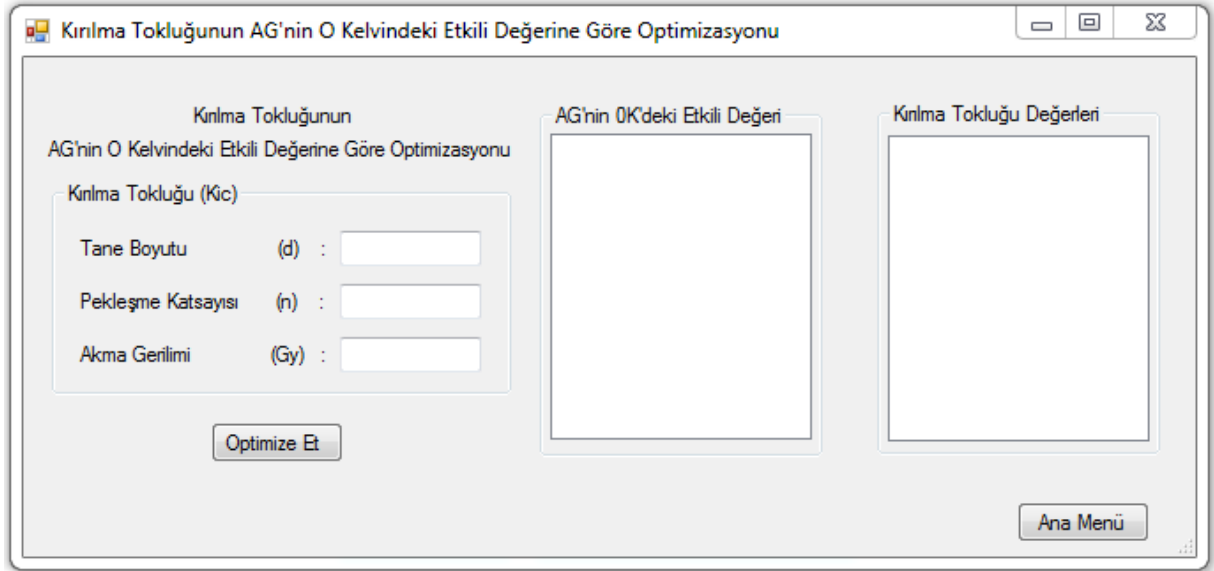 Kırılma Tokluğunun AG'nin O Kelvindeki Etkili Değerine Göre Optimizasyonu
Kırılma Tokluğunun
AG'nin O Kelvindeki Etkili Değerine Göre Optimizasyonu
Kırılma Tokluğu (Kic)
Tane Boyutu (d) :
Pekleşme Katsayısı (n) :
Akma Gerilimi (Gy) :
Optimize Et
AG'nin 0K'deki Etkili Değeri
Kırılma Tokluğu Değerleri
Ana Menü